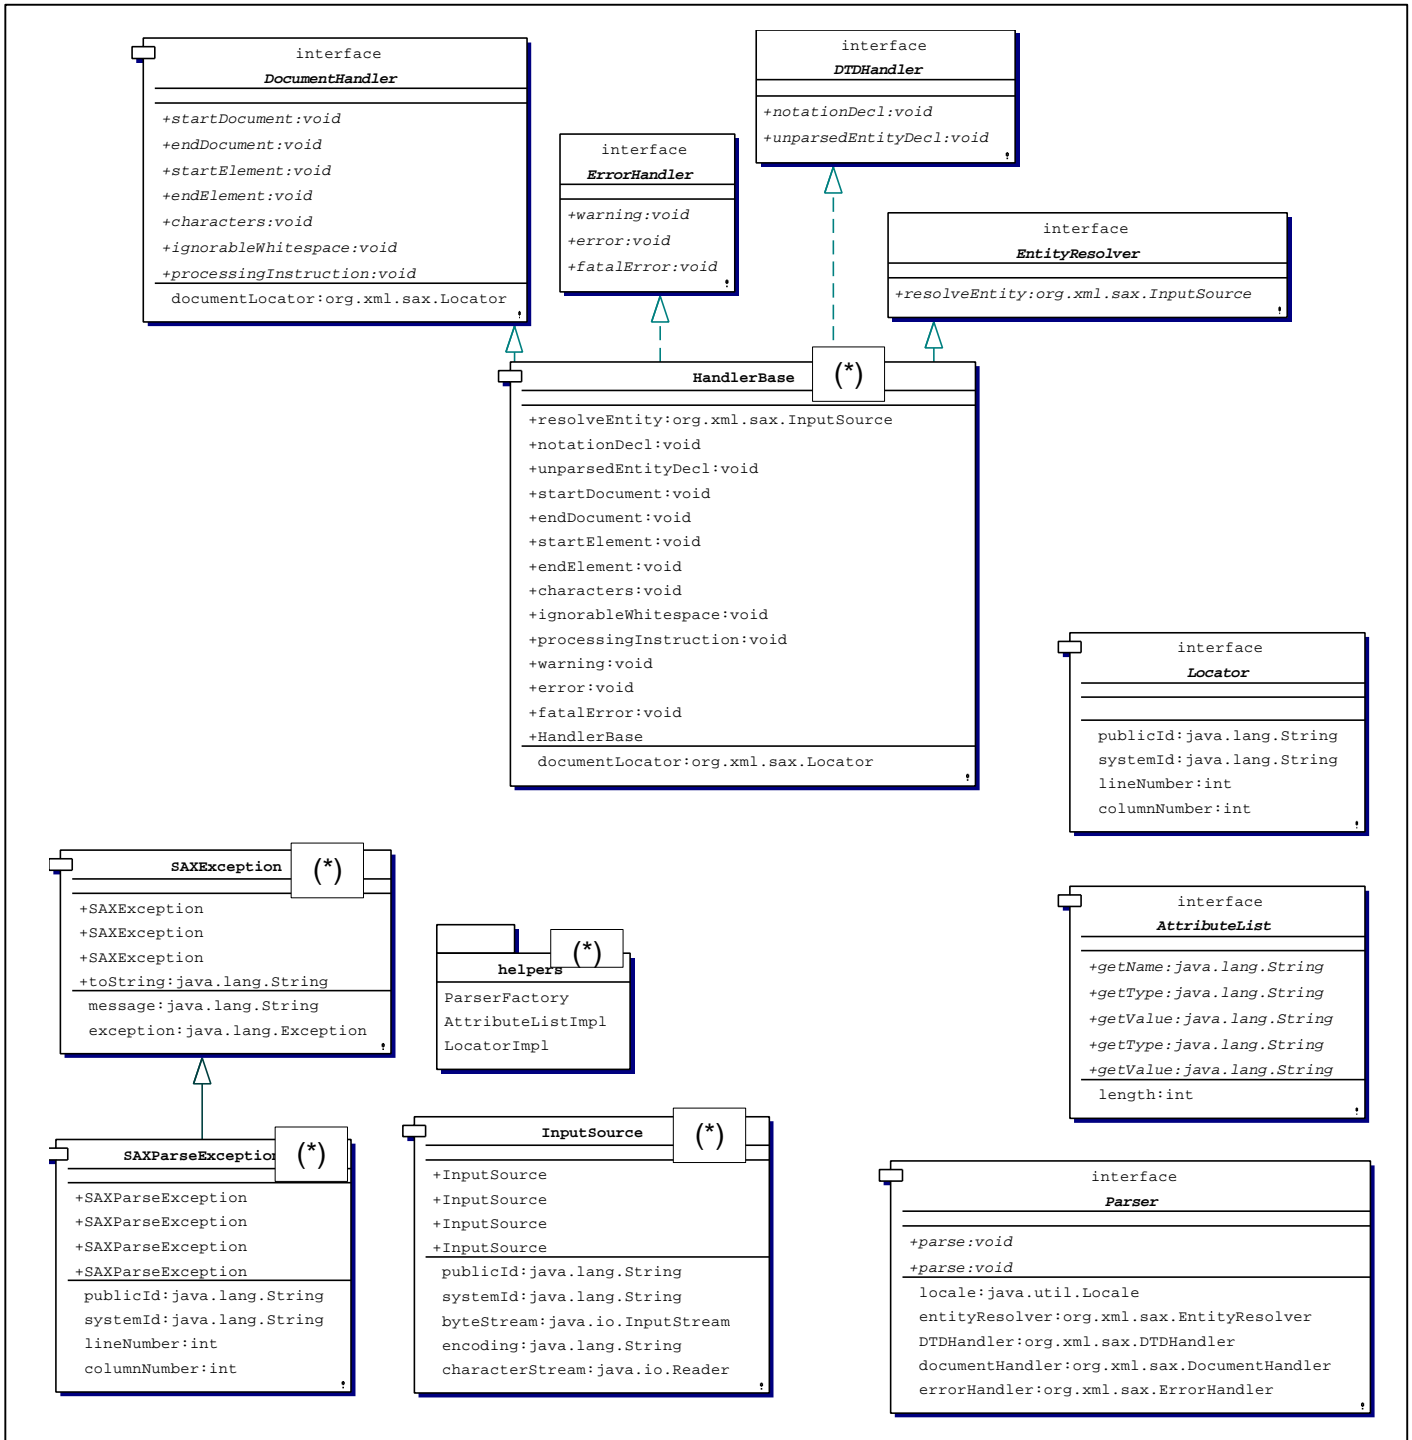 interface
DocumentHandler
+startDocument:void
+endDocument:void
+startElement:void
+endElement:void
+characters:void
+ignorableWhitespace:void
+processingInstruction:void
documentLocator:org.xml.sax.Locator
interface
ErrorHandler
+warning:void
+error:void
+fatalError:void
interface
DTDHandler
+notationDecl:void
+unparsedEntityDecl:void
interface
EntityResolver
+resolveEntity:org.xml.sax.InputSource
HandlerBase
(*)
+resolveEntity:org.xml.sax.InputSource
+notationDecl:void
+unparsedEntityDecl:void
+startDocument:void
+endDocument:void
+startElement:void
+endElement:void
+characters:void
+ignorableWhitespace:void
+processingInstruction:void
+warning:void
+error:void
+fatalError:void
+HandlerBase
documentLocator:org.xml.sax.Locator
interface
Locator
publicId:java.lang.String
systemId:java.lang.String
lineNumber:int
columnNumber:int
SAXException
(*)
+SAXException
+SAXException
+SAXException
+toString:java.lang.String
message:java.lang.String
exception:java.lang.Exception
(*)
helpers
ParserFactory
AttributeListImpl
LocatorImpl
interface
AttributeList
+getName:java.lang.String
+getType:java.lang.String
+getValue:java.lang.String
+getType:java.lang.String
+getValue:java.lang.String
length:int
SAXParseException
(*)
+SAXParseException
+SAXParseException
+SAXParseException
+SAXParseException
publicId:java.lang.String
systemId:java.lang.String
lineNumber:int
columnNumber:int
InputSource
(*)
+InputSource
+InputSource
+InputSource
+InputSource
publicId:java.lang.String
systemId:java.lang.String
byteStream:java.io.InputStream
encoding:java.lang.String
characterStream:java.io.Reader
interface
Parser
+parse:void
+parse:void
locale:java.util.Locale
entityResolver:org.xml.sax.EntityResolver
DTDHandler:org.xml.sax.DTDHandler
documentHandler:org.xml.sax.DocumentHandler
errorHandler:org.xml.sax.ErrorHandler